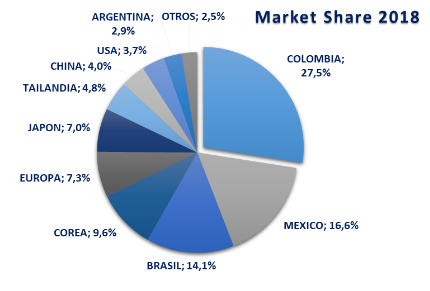 Market Share 2018
COLOMBIA;
27,5%
MEXICO; 16,6%
BRASIL; 14,1%
COREA; 9,6%
EUROPA; 7,3%
JAPON; 7,0%
TAILANDIA; 4,8%
CHINA; 4,0%
USA; 3,7%
ARGENTINA;
2,9%
OTROS; 2,5%